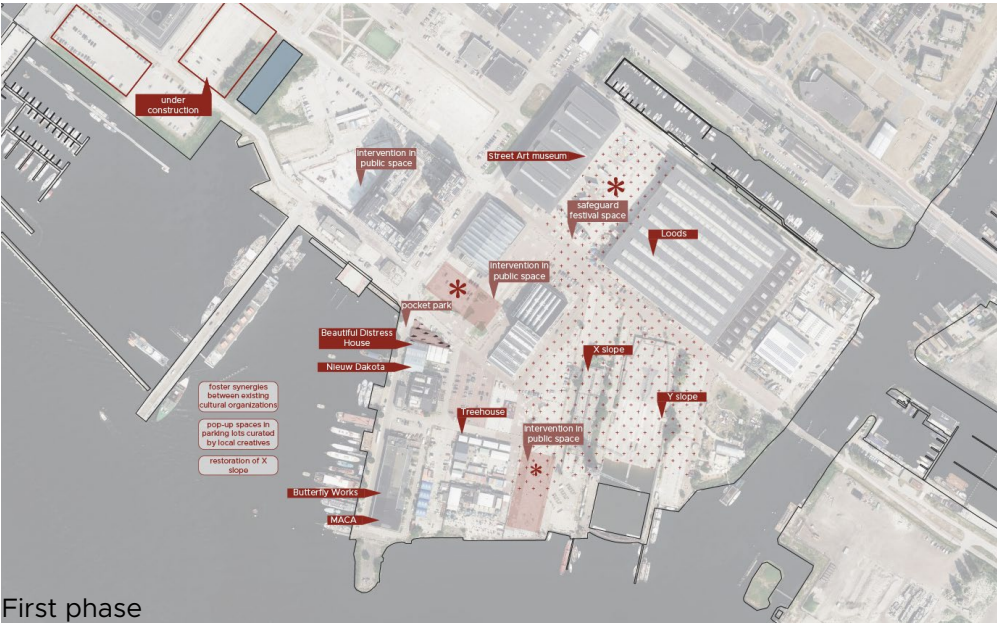 under
construction
intervention in
public space
Street Art museum
safeguard
festival space
Loods
intervention in
public space
pocket park
Beautiful Distress
House
Nieuw Dakota
X slope
Y slope
foster synergies
between existing
cultural organizations
pop-up spaces in
parking lots curated
by local creatives
restoration of X
slope
Treehouse
intervention in
public space
Butterfly Works
MACA
First phase